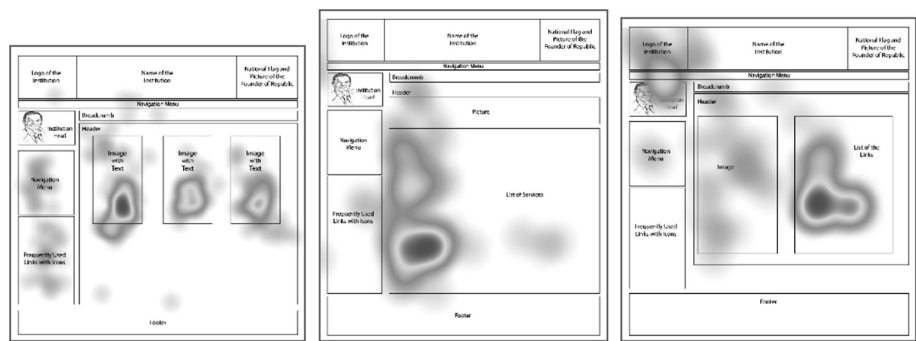 Logo of the
Institution
Name of the
Institution
National Flag and
Picture of the
Founder of Republic
Navigation Menu
Institution
Head
Breadcrumb
Header
Navigation
Menu
Frequently Used
Links with Icons
Image
with
Text
Image
with
Text
Image
with
Text
Footer
Logo of the
Institution
Name of the
Institution
National Flag and
Picture of the
Founder of Republic
Navigation Menu
Institution
Head
Breadcrumb
Header
Picture
Navigation
Menu
Frequently Used
Links with Icons
List of Services
Footer
Logo of the
Institution
Name of the
Institution
National Flag and
Picture of the
Founder of Republic
Navigation Menu
Institution
Head
Breadcrumb
Header
Navigation
Menu
Frequently Used
Links with Icons
Image
List of the
Links
Footer